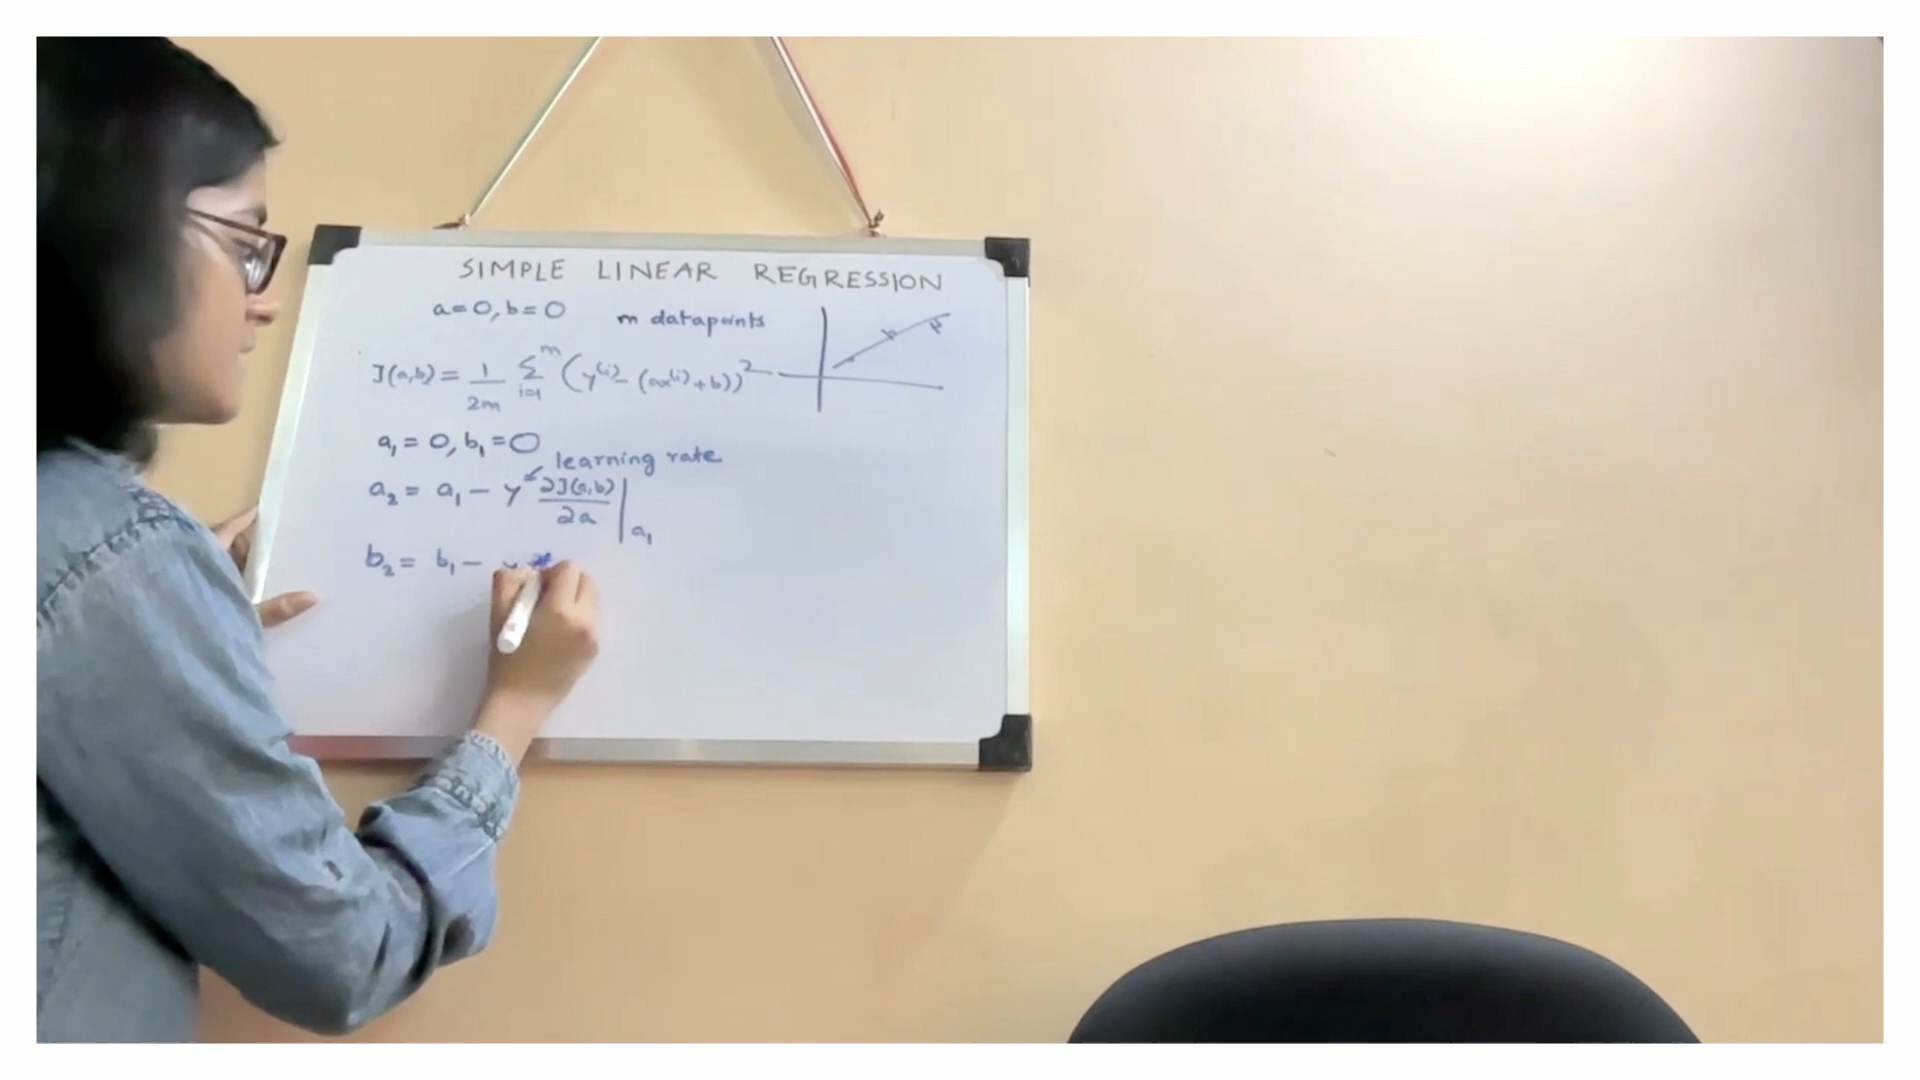 SIMPLE LINEAR REGRESSION
a=0, b=0
m datapoints
J(a,b) = 1/2m Σ i=1 m (y⁽ⁱ⁾ - (ax⁽ⁱ⁾+b))²
a₁ = 0, b₁ = 0
learning rate
a₂ = a₁ - γ ∂J(a,b)/∂a | a₁
b₂ = b₁ -